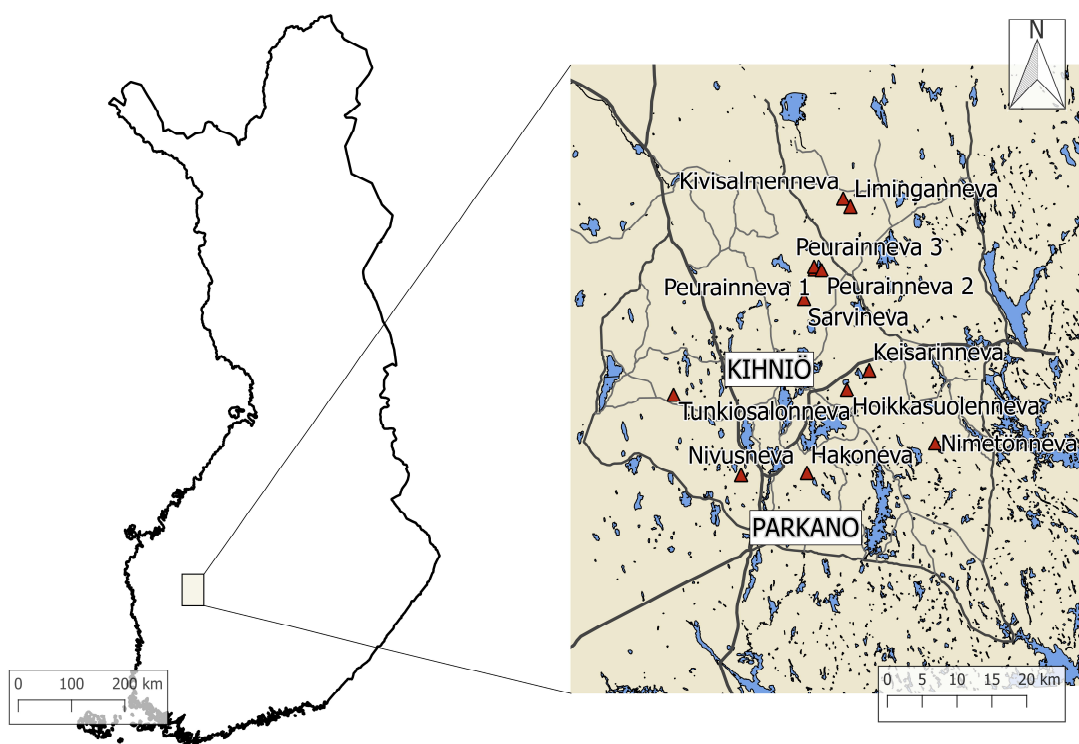 N
Kivisalmenneva
Liminganneva
Peurainneva 3
Peurainneva 1
Peurainneva 2
Sarvineva
Keisarinneva
KIHNIÖ
Tunkiosalonneva
Hoikkasuolenneva
Nivusneva
Hakoneva
Nimetönneva
PARKANO
0 100 200 km
0 5 10 15 20 km